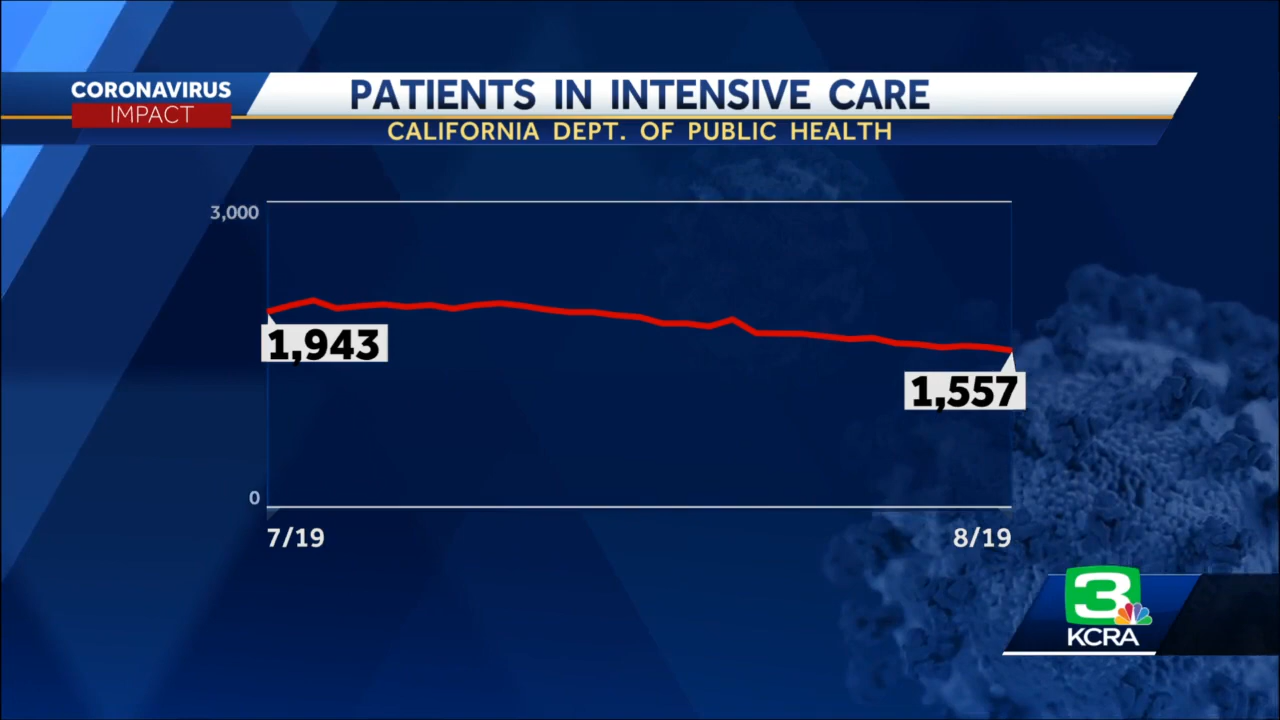 CORONAVIRUS
IMPACT
PATIENTS IN INTENSIVE CARE
CALIFORNIA DEPT. OF PUBLIC HEALTH
3,000
1,943
1,557
0
7/19
8/19
3
KCRA